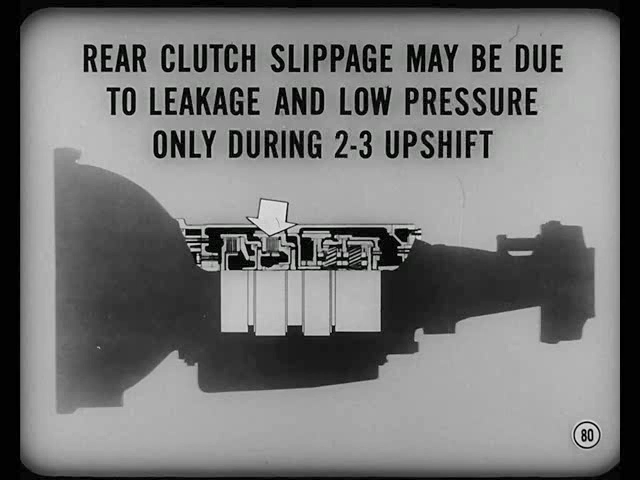 REAR CLUTCH SLIPPAGE MAY BE DUE
TO LEAKAGE AND LOW PRESSURE
ONLY DURING 2-3 UPSHIFT
80